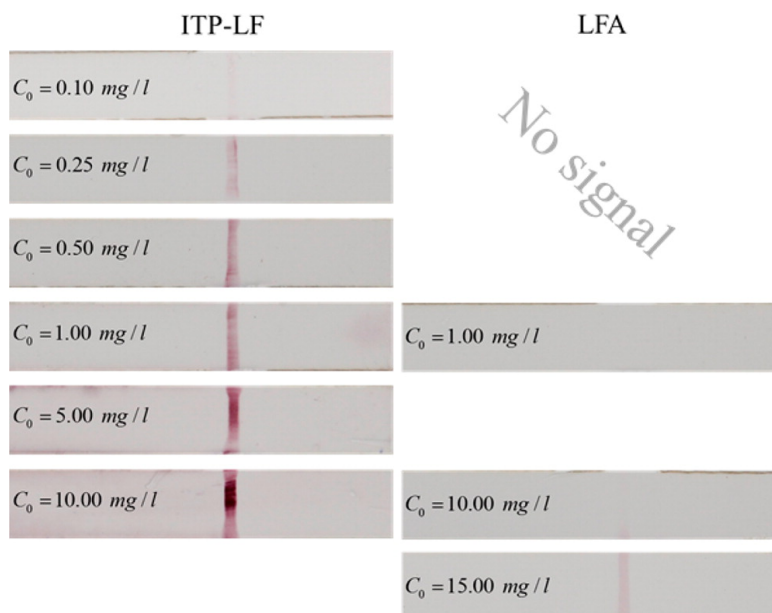 ITP-LF
C₀ = 0.10 mg/l
C₀ = 0.25 mg/l
C₀ = 0.50 mg/l
C₀ = 1.00 mg/l
C₀ = 5.00 mg/l
C₀ = 10.00 mg/l
LFA
No signal
C₀ = 1.00 mg/l
C₀ = 10.00 mg/l
C₀ = 15.00 mg/l